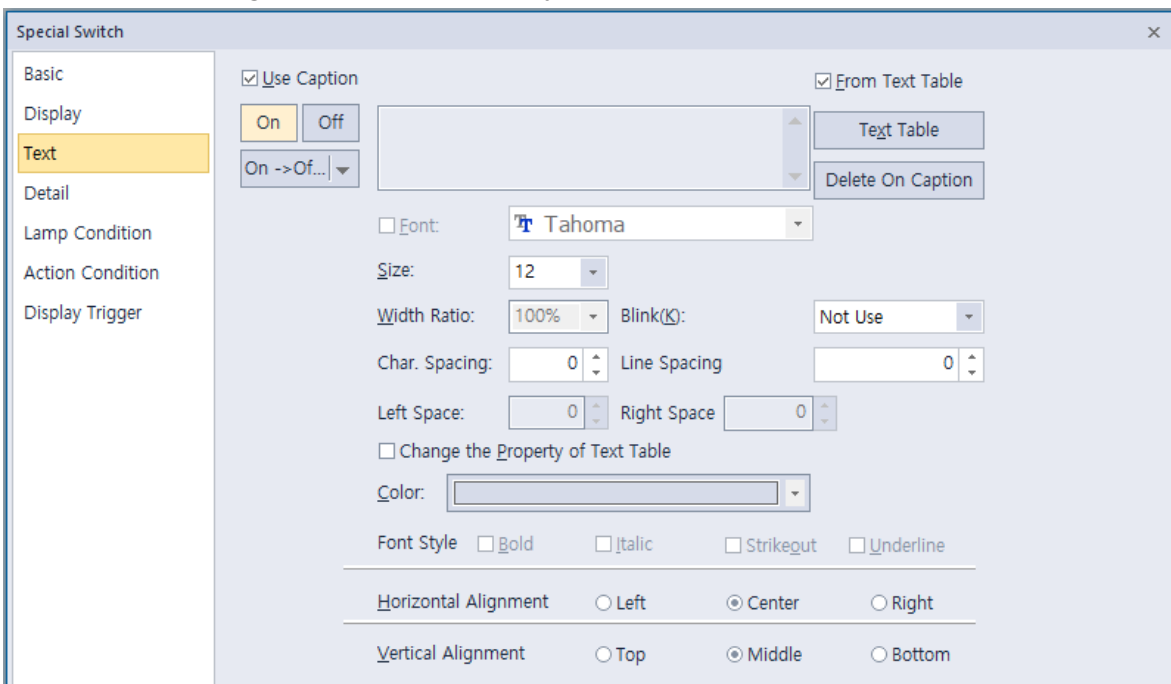 Special Switch
Basic
Display
Text
Detail
Lamp Condition
Action Condition
Display Trigger
Use Caption
From Text Table
On Off
Text Table
On ->Of...
Delete On Caption
Font: Tahoma
Size: 12
Width Ratio: 100% Blink(K): Not Use
Char. Spacing: 0 Line Spacing 0
Left Space: 0 Right Space 0
Change the Property of Text Table
Color:
Font Style Bold Italic Strikeout Underline
Horizontal Alignment Left Center Right
Vertical Alignment Top Middle Bottom